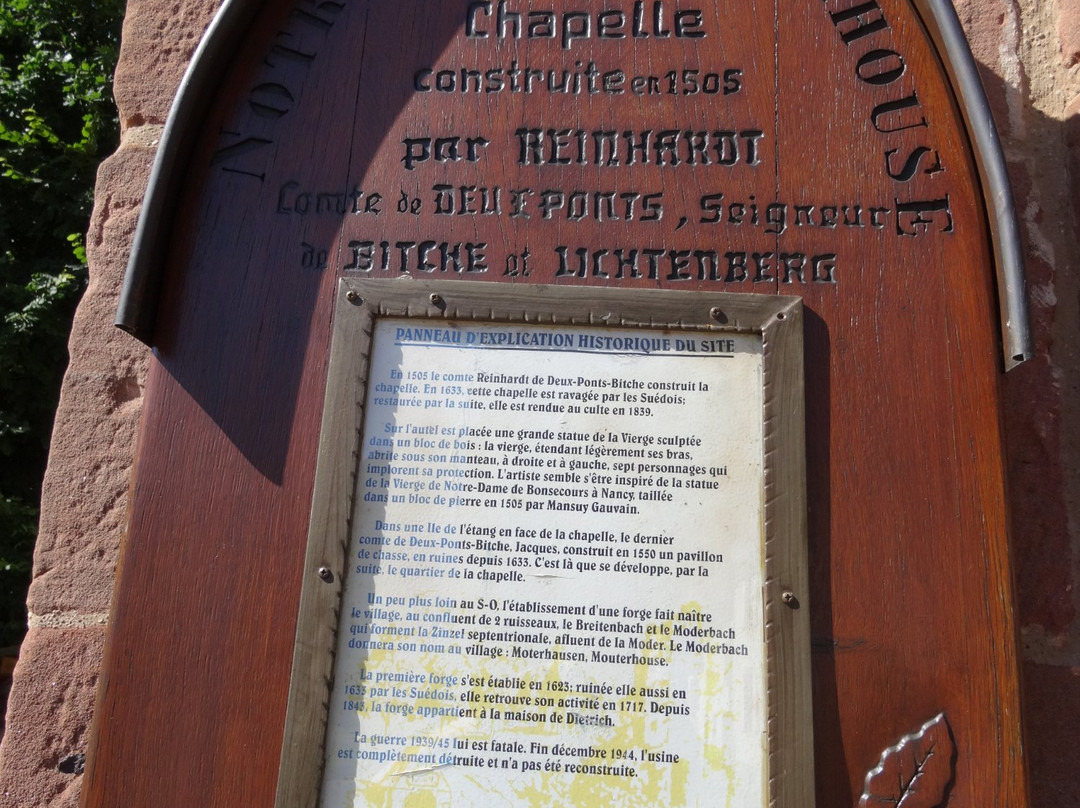 NOTR
HOUSE
Chapelle
construite en 1505
par REINHARDT
Comte de DEUX PONTS, Seigneur
de BITCHE et LICHTENBERG
PANNEAU D'EXPLICATION HISTORIQUE DU SITE
En 1505 le comte Reinhardt de Deux-Ponts-Bitche construit la
chapelle. En 1633, cette chapelle est ravagée par les Suédois;
restaurée par la suite, elle est rendue au culte en 1839.
Sur l'autel est placée une grande statue de la Vierge sculptée
dans un bloc de bois : la vierge, étendant légèrement ses bras,
abrite sous son manteau, à droite et à gauche, sept personnages qui
implorent sa protection. L'artiste semble s'être inspiré de la statue
de la Vierge de Notre-Dame de Bonsecours à Nancy, taillée
dans un bloc de pierre en 1505 par Mansuy Gauvain.
Dans une Ile de l'étang en face de la chapelle, le dernier
comte de Deux-Ponts-Bitche, Jacques, construit en 1550 un pavillon
de chasse, en ruines depuis 1633. C'est là que se développe, par la
suite, le quartier de la chapelle.
Un peu plus loin au S-O, l'établissement d'une forge fait naître
le village, au confluent de 2 ruisseaux, le Breitenbach et le Moderbach
qui forment la Zinzel septentrionale, afluent de la Moder. Le Moderbach
donnera son nom au village : Moterhausen, Mouterhouse.
La première forge s'est établie en 1623; ruinée elle aussi en
1633 par les Suédois, elle retrouve son activité en 1717. Depuis
1843, la forge appartient à la maison de Dietrich.
La guerre 1939/45 lui est fatale. Fin décembre 1944, l'usine
est complètement détruite et n'a pas été reconstruite.